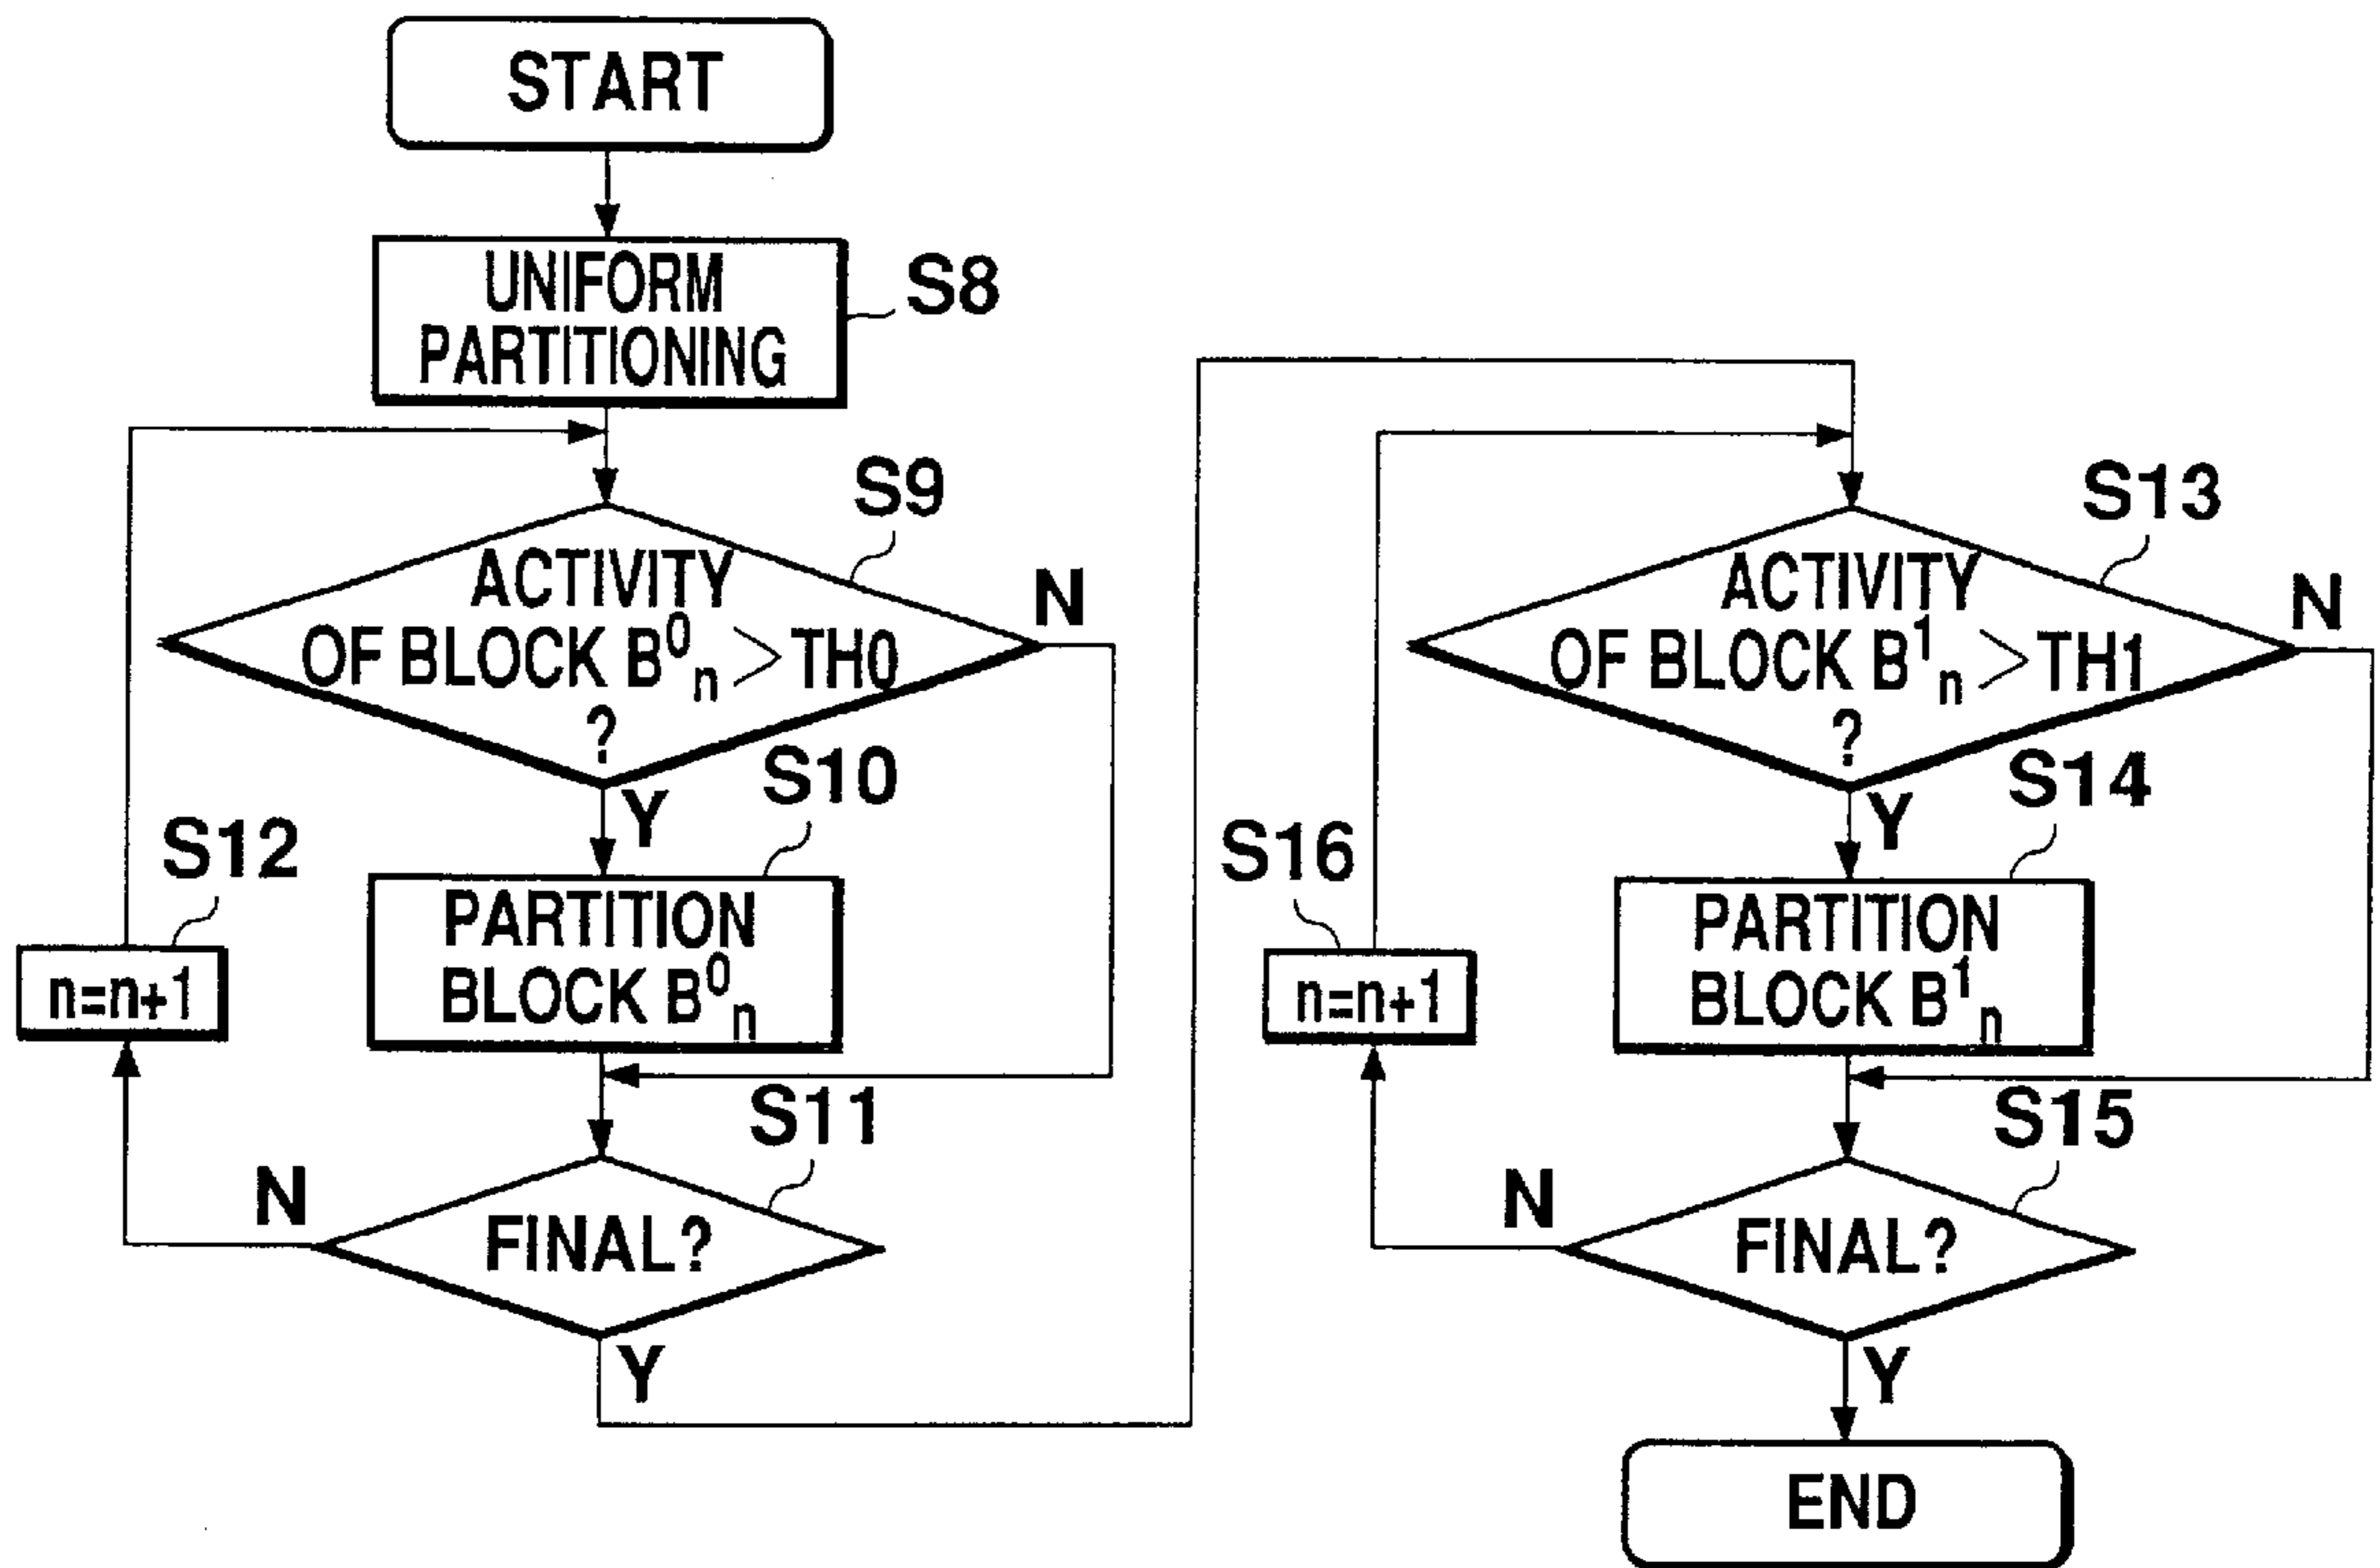 START
UNIFORM
PARTITIONING
S8
S9
ACTIVITY
OF BLOCK B⁰ₙ > TH0
?
N
Y
S10
PARTITION
BLOCK B⁰ₙ
S12
n=n+1
S11
FINAL?
N
Y
S13
ACTIVITY
OF BLOCK B¹ₙ > TH1
?
N
Y
S14
PARTITION
BLOCK B¹ₙ
S16
n=n+1
S15
FINAL?
N
Y
END